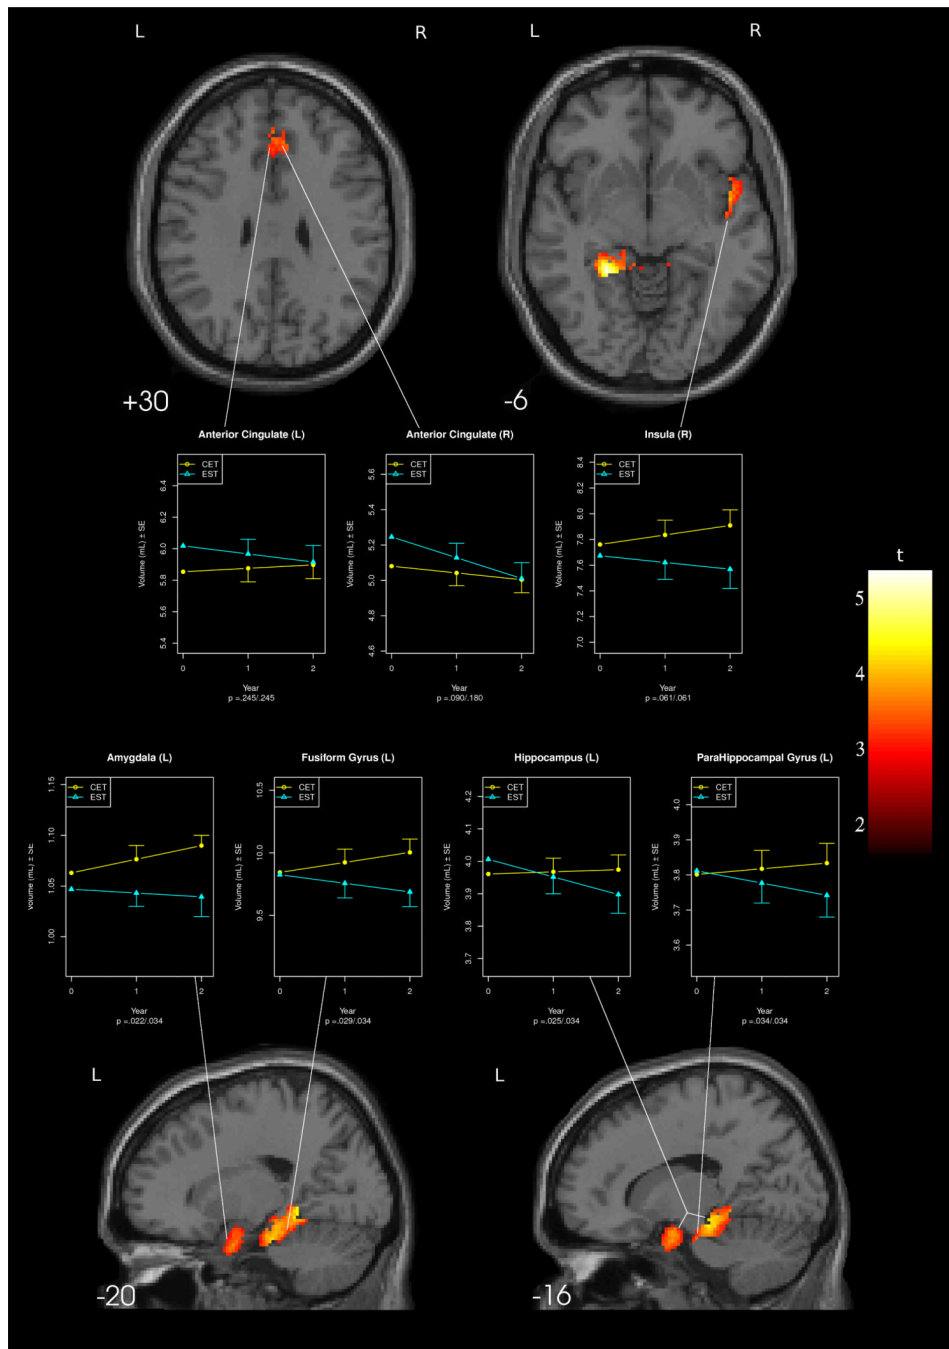 L R L R
+30 -6
Anterior Cingulate (L) Anterior Cingulate (R) Insula (R)
CET CET CET
EST EST EST
Volume (mL) ± SE
5.4 5.6 5.8 6.0 6.2 6.4
Volume (mL) ± SE
4.6 4.8 5.0 5.2 5.4 5.6
Volume (mL) ± SE
7.0 7.2 7.4 7.6 7.8 8.0 8.2 8.4
0 1 2 0 1 2 0 1 2
Year Year Year
p =.245/.245 p =.090/.180 p =.061/.061
t
5
4
3
2
Amygdala (L) Fusiform Gyrus (L) Hippocampus (L) ParaHippocampal Gyrus (L)
CET CET CET CET
EST EST EST EST
Volume (mL) ± SE
1.00 1.05 1.10 1.15
Volume (mL) ± SE
9.5 10.0 10.5
Volume (mL) ± SE
3.7 3.8 3.9 4.0 4.1 4.2
Volume (mL) ± SE
3.6 3.7 3.8 3.9 4.0
0 1 2 0 1 2 0 1 2 0 1 2
Year Year Year Year
p =.022/.034 p =.029/.034 p =.025/.034 p =.034/.034
L L
-20 -16